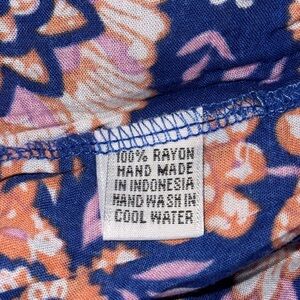 100% RAYON
HAND MADE
IN INDONESIA
HAND WASH IN
COOL WATER